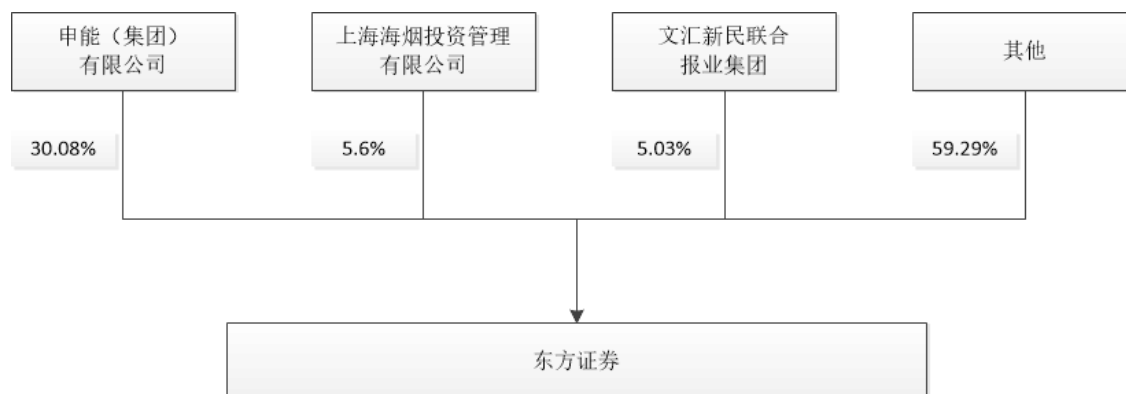 申能（集团）
有限公司
上海海烟投资管理
有限公司
文汇新民联合
报业集团
其他
30.08%
5.6%
5.03%
59.29%
东方证券